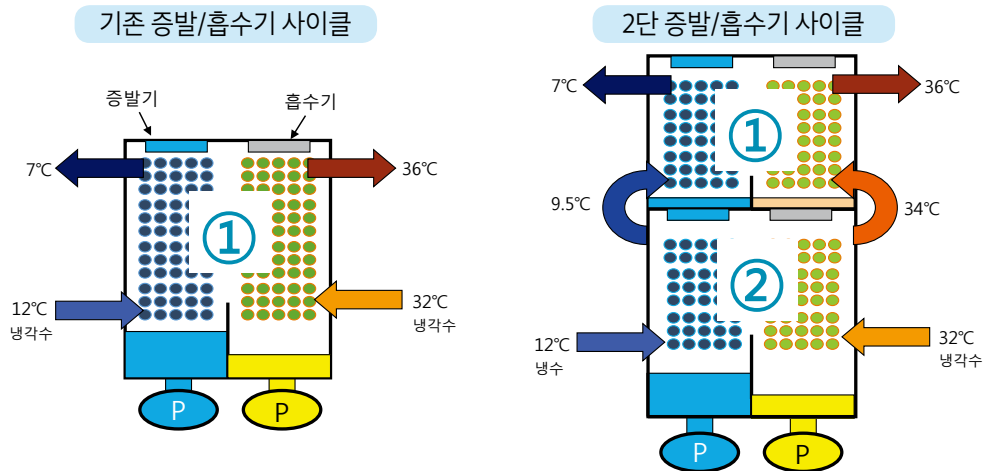 기존 증발/흡수기 사이클
증발기
흡수기
7℃
36℃
①
12℃
냉각수
32℃
냉각수
P
P
2단 증발/흡수기 사이클
7℃
36℃
①
9.5℃
34℃
②
12℃
냉수
32℃
냉각수
P
P